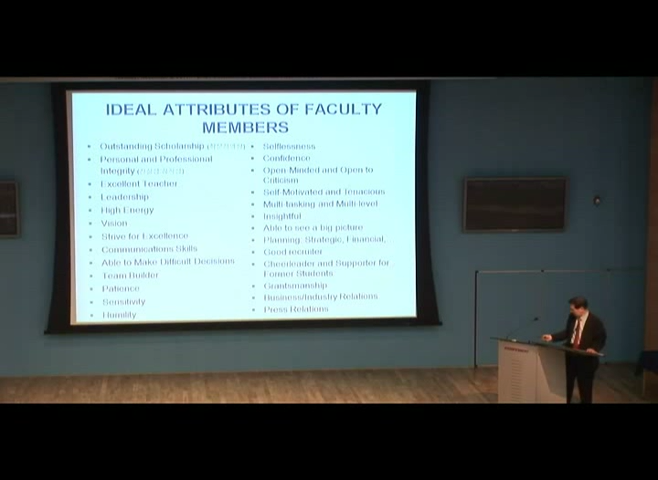 IDEAL ATTRIBUTES OF FACULTY
MEMBERS
• Outstanding Scholarship
• Personal and Professional
Integrity
• Excellent Teacher
• Leadership
• High Energy
• Vision
• Strive for Excellence
• Communications Skills
• Able to Make Difficult Decisions
• Team Builder
• Patience
• Sensitivity
• Humility
• Selflessness
• Confidence
• Open-Minded and Open to
Criticism
• Self-Motivated and Tenacious
• Multi-tasking and Multi-level
• Insightful
• Able to see a big picture
• Planning: Strategic, Financial,
• Good recruiter
• Cheerleader and Supporter for
Former Students
• Grantsmanship
• Business/Industry Relations
• Press Relations